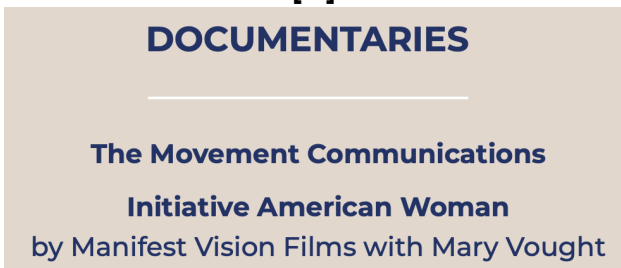 DOCUMENTARIES
The Movement Communications
Initiative American Woman
by Manifest Vision Films with Mary Vought